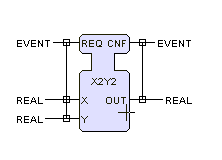 EVENT REQ CNF EVENT
X2Y2
REAL X OUT REAL
REAL Y